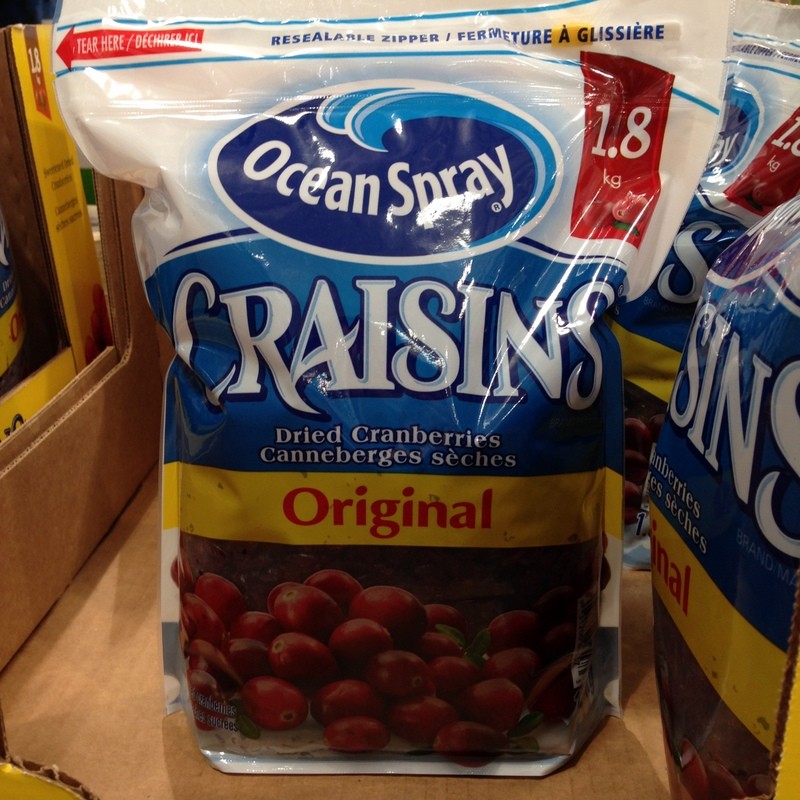 TEAR HERE / DÉCHIRER ICI
RESEALABLE ZIPPER / FERMETURE À GLISSIÈRE
1.8
kg
Ocean Spray®
CRAISINS
Dried Cranberries
Canneberges sèches
Original